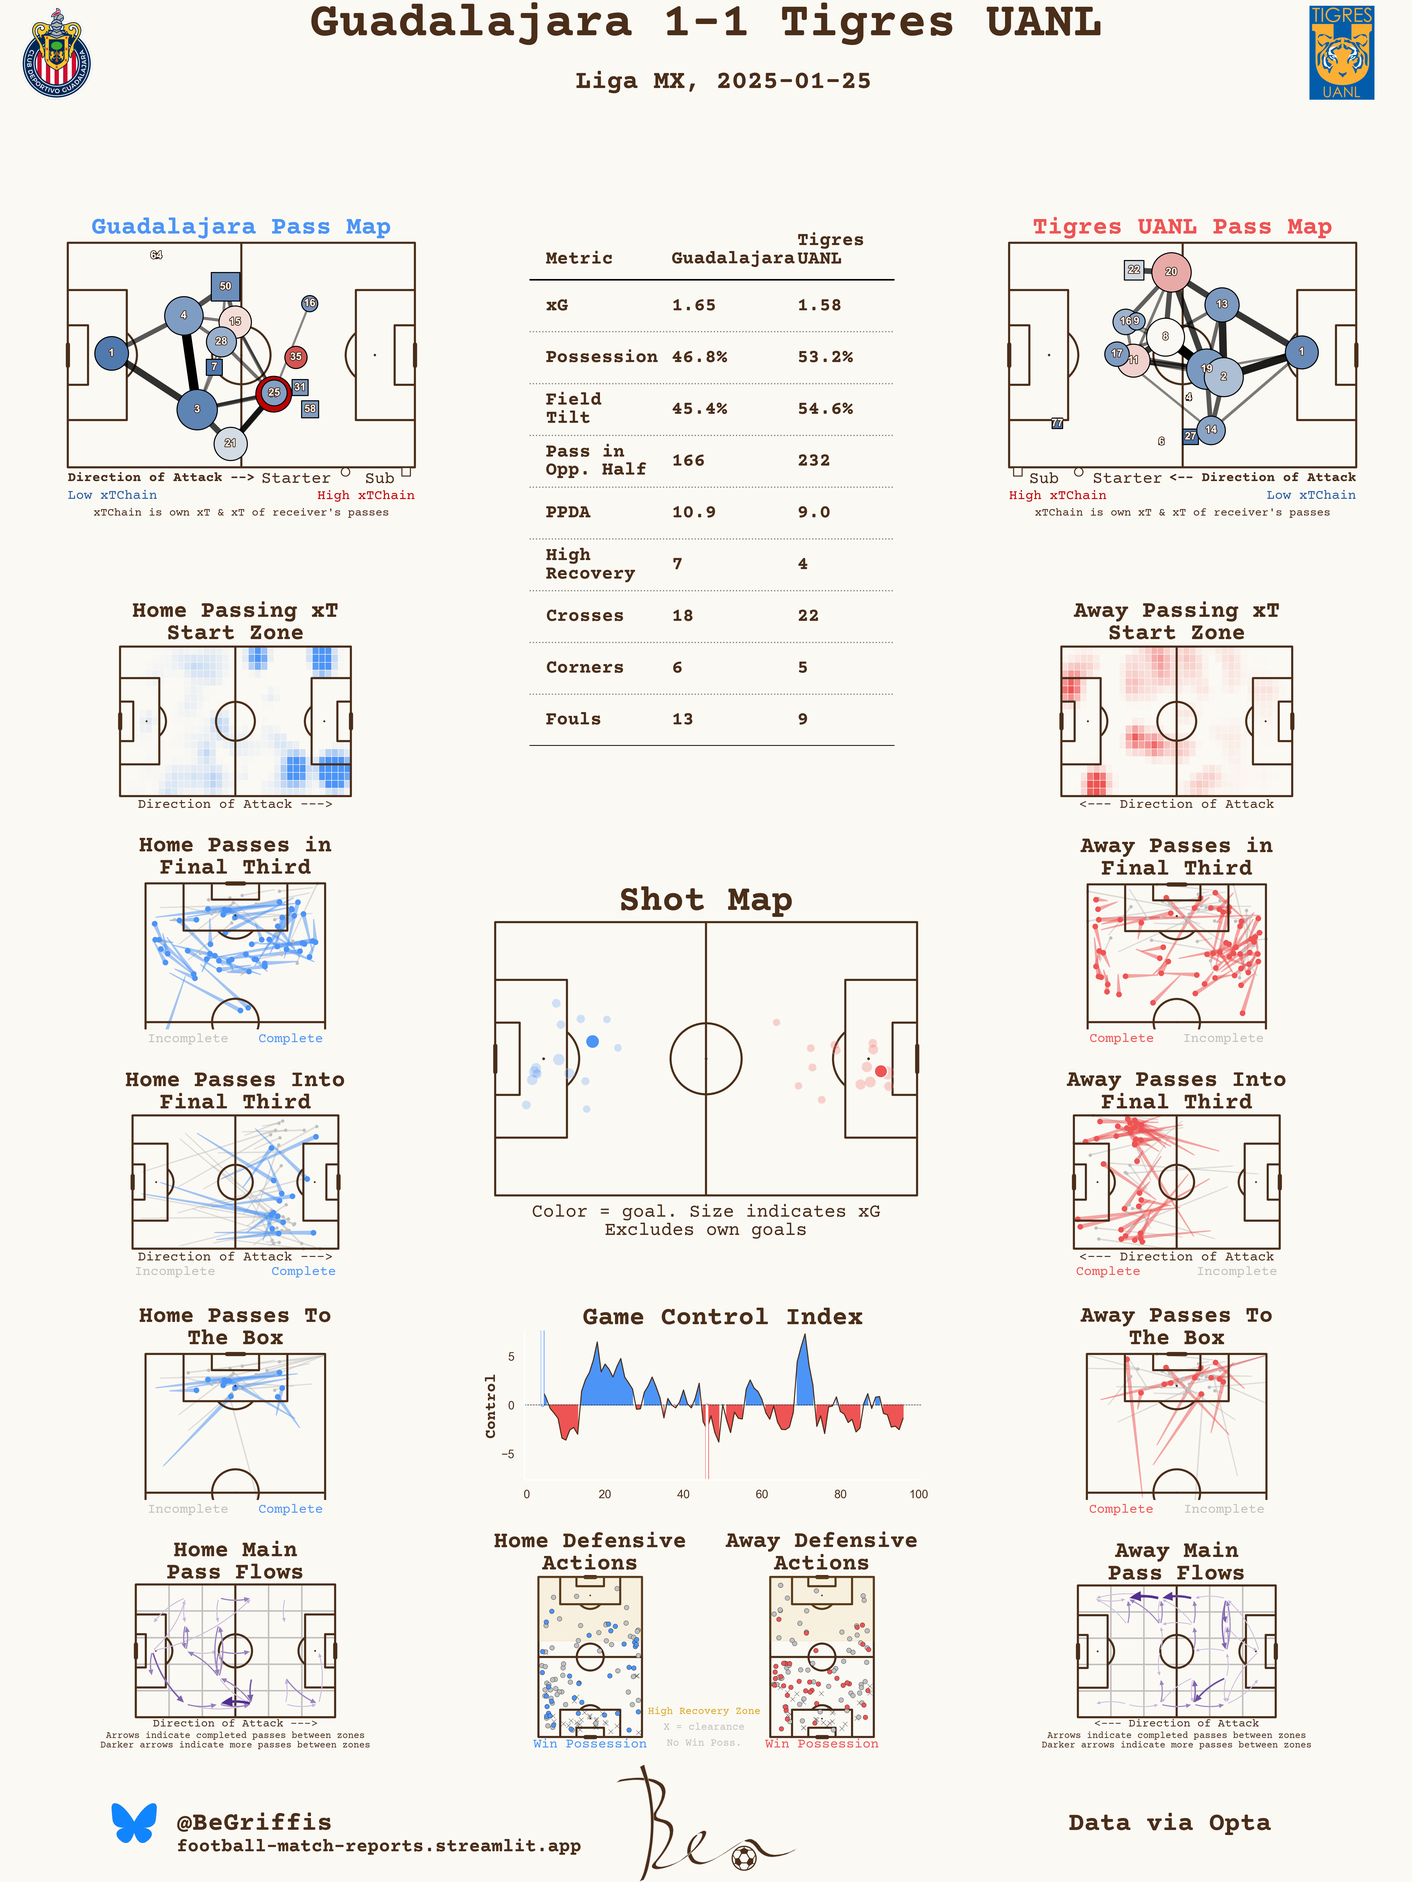 Guadalajara 1-1 Tigres UANL
Liga MX, 2025-01-25
CLUB DEPORTIVO GUADALAJARA
TIGRES
UANL
Guadalajara Pass Map
64
50
16
4
15
28
1
35
7
25
31
3
58
21
Direction of Attack --> Starter Sub
Low xTChain High xTChain
xTChain is own xT & xT of receiver's passes
Metric Guadalajara Tigres UANL
xG 1.65 1.58
Possession 46.8% 53.2%
Field Tilt 45.4% 54.6%
Pass in Opp. Half 166 232
PPDA 10.9 9.0
High Recovery 7 4
Crosses 18 22
Corners 6 5
Fouls 13 9
Tigres UANL Pass Map
22
20
13
16
9
8
17
11
1
19
2
4
77
14
27
6
Sub Starter <-- Direction of Attack
High xTChain Low xTChain
xTChain is own xT & xT of receiver's passes
Home Passing xT
Start Zone
Direction of Attack --->
Away Passing xT
Start Zone
<--- Direction of Attack
Home Passes in
Final Third
Incomplete Complete
Shot Map
Color = goal. Size indicates xG
Excludes own goals
Away Passes in
Final Third
Complete Incomplete
Home Passes Into
Final Third
Direction of Attack --->
Incomplete Complete
Away Passes Into
Final Third
<--- Direction of Attack
Complete Incomplete
Home Passes To
The Box
Incomplete Complete
Game Control Index
Control
5
0
−5
0 20 40 60 80 100
Away Passes To
The Box
Complete Incomplete
Home Main
Pass Flows
Direction of Attack --->
Arrows indicate completed passes between zones
Darker arrows indicate more passes between zones
Home Defensive
Actions
Win Possession
Away Defensive
Actions
Win Possession
High Recovery Zone
X = clearance
No Win Poss.
Away Main
Pass Flows
<--- Direction of Attack
Arrows indicate completed passes between zones
Darker arrows indicate more passes between zones
@BeGriffis
football-match-reports.streamlit.app
Ben
Data via Opta